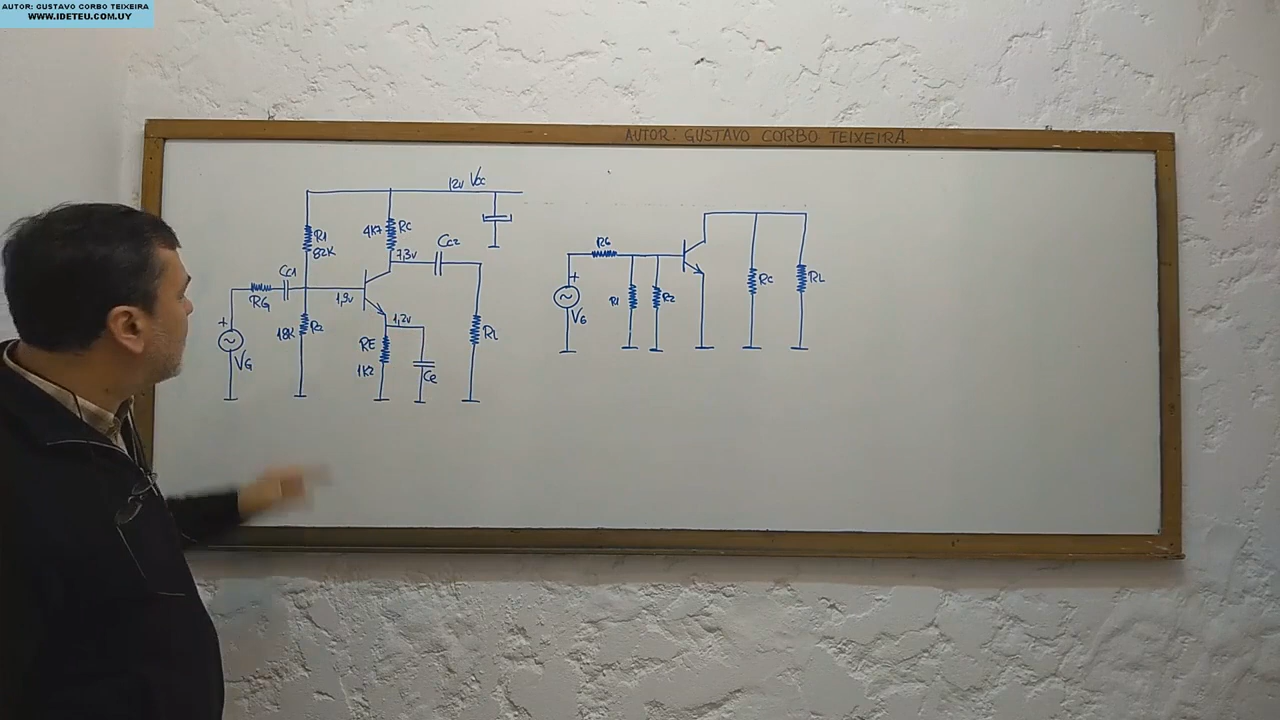 AUTOR: GUSTAVO CORBO TEIXEIRA
WWW.IDETEU.COM.UY
AUTOR: GUSTAVO CORBO TEIXEIRA.
12V Vcc
R1
82K
4K7
RC
7,3v
CC2
CC1
RG
1,9v
18K
R2
1,2v
RE
1K2
Ce
RL
+
VG
RG
+
VG
R1
R2
RC
RL